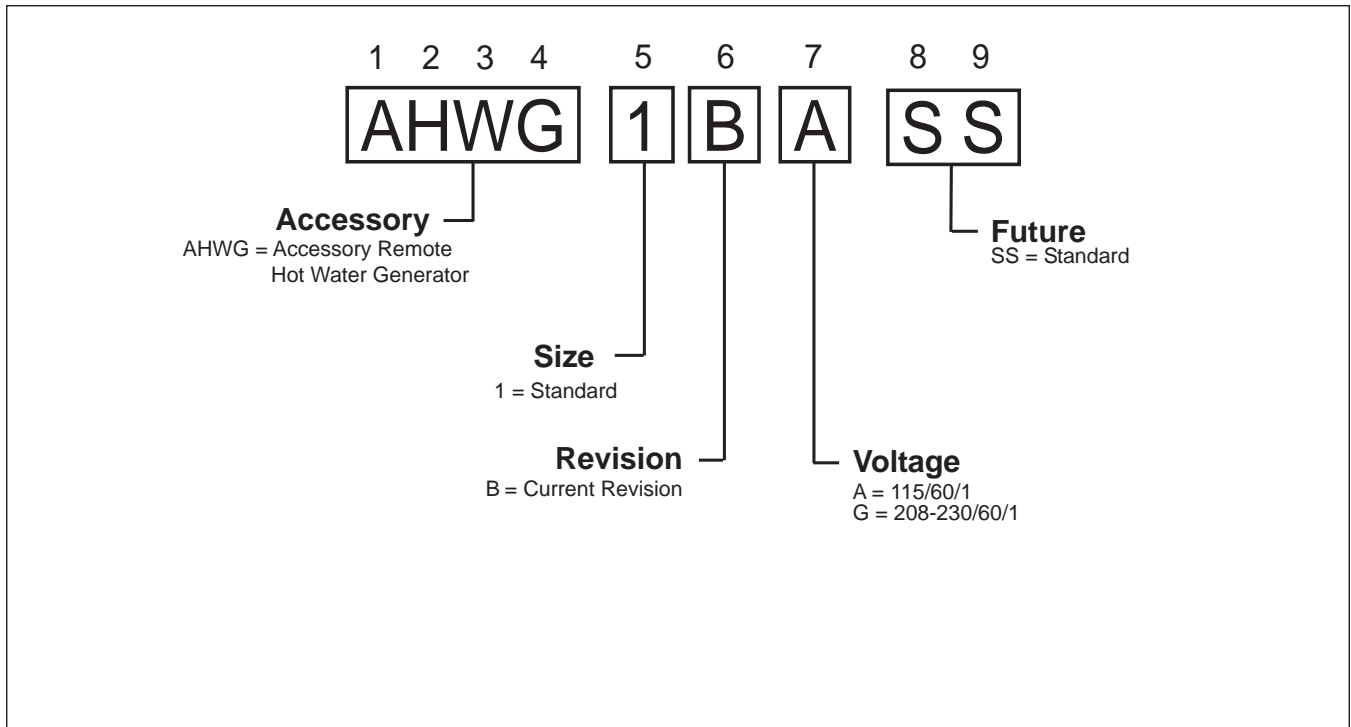 1 2 3 4 5 6 7 8 9
AHWG 1 B A S S
Accessory
AHWG = Accessory Remote
Hot Water Generator
Future
SS = Standard
Size
1 = Standard
Revision
B = Current Revision
Voltage
A = 115/60/1
G = 208-230/60/1